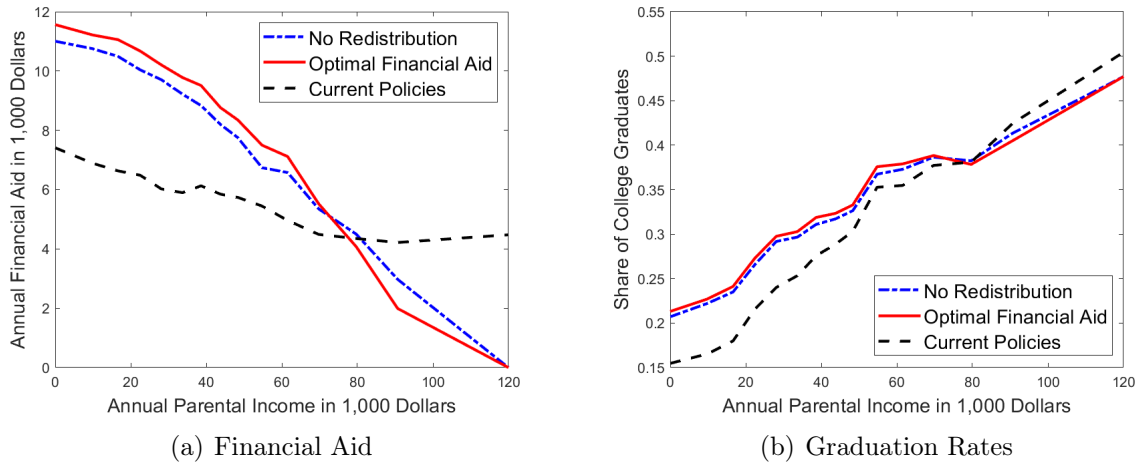 Annual Financial Aid in 1,000 Dollars
12
10
8
6
4
2
0
No Redistribution
Optimal Financial Aid
Current Policies
0 20 40 60 80 100 120
Annual Parental Income in 1,000 Dollars
(a) Financial Aid
Share of College Graduates
0.55
0.5
0.45
0.4
0.35
0.3
0.25
0.2
0.15
No Redistribution
Optimal Financial Aid
Current Policies
0 20 40 60 80 100 120
Annual Parental Income in 1,000 Dollars
(b) Graduation Rates